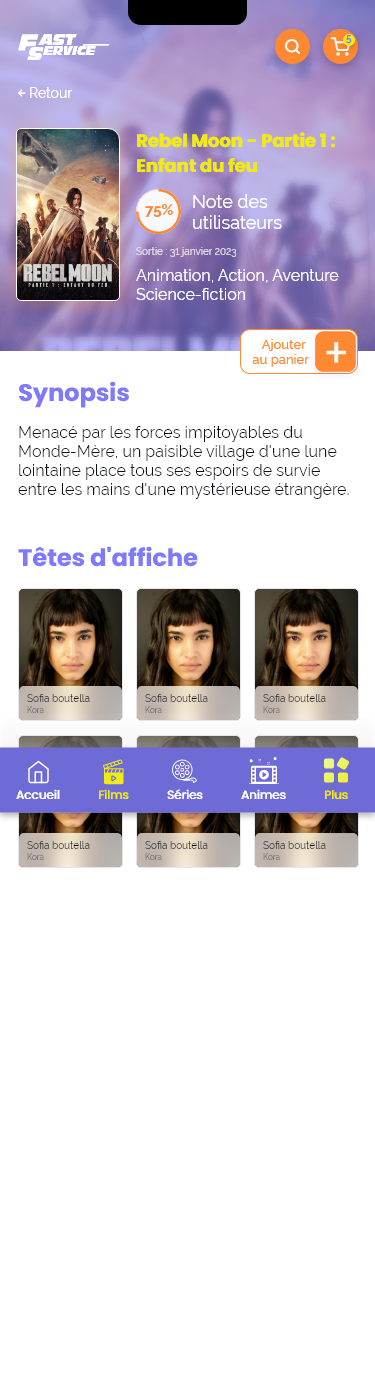 FAST
SERVICE
5
Retour
Rebel Moon – Partie 1 :
Enfant du feu
75%
Note des
utilisateurs
Sortie : 31 janvier 2023
Animation, Action, Aventure
Science-fiction
REBEL MOON
PARTIE 1 : ENFANT DU FEU
Ajouter
au panier
Synopsis
Menacé par les forces impitoyables du
Monde-Mère, un paisible village d'une lune
lointaine place tous ses espoirs de survie
entre les mains d'une mystérieuse étrangère.
Têtes d'affiche
Sofia boutella Sofia boutella Sofia boutella
Kora Kora Kora
Accueil Films Séries Animes Plus
Sofia boutella Sofia boutella Sofia boutella
Kora Kora Kora